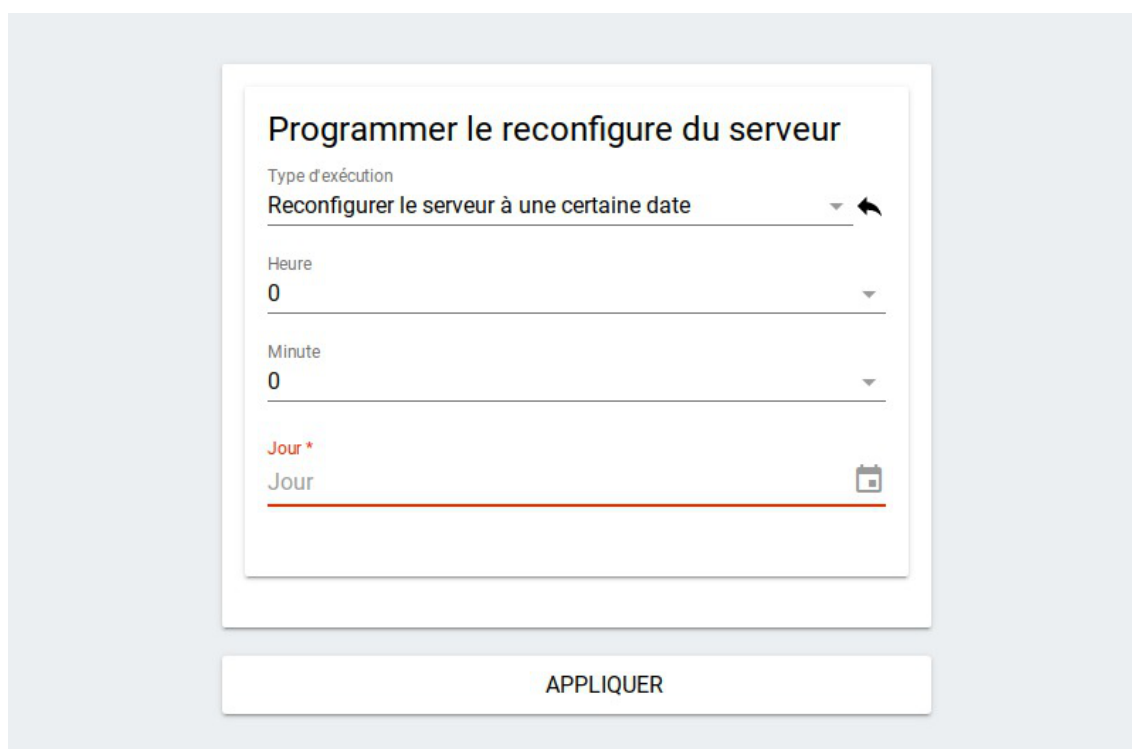 Programmer le reconfigure du serveur
Type d'exécution
Reconfigurer le serveur à une certaine date
Heure
0
Minute
0
Jour *
Jour
APPLIQUER